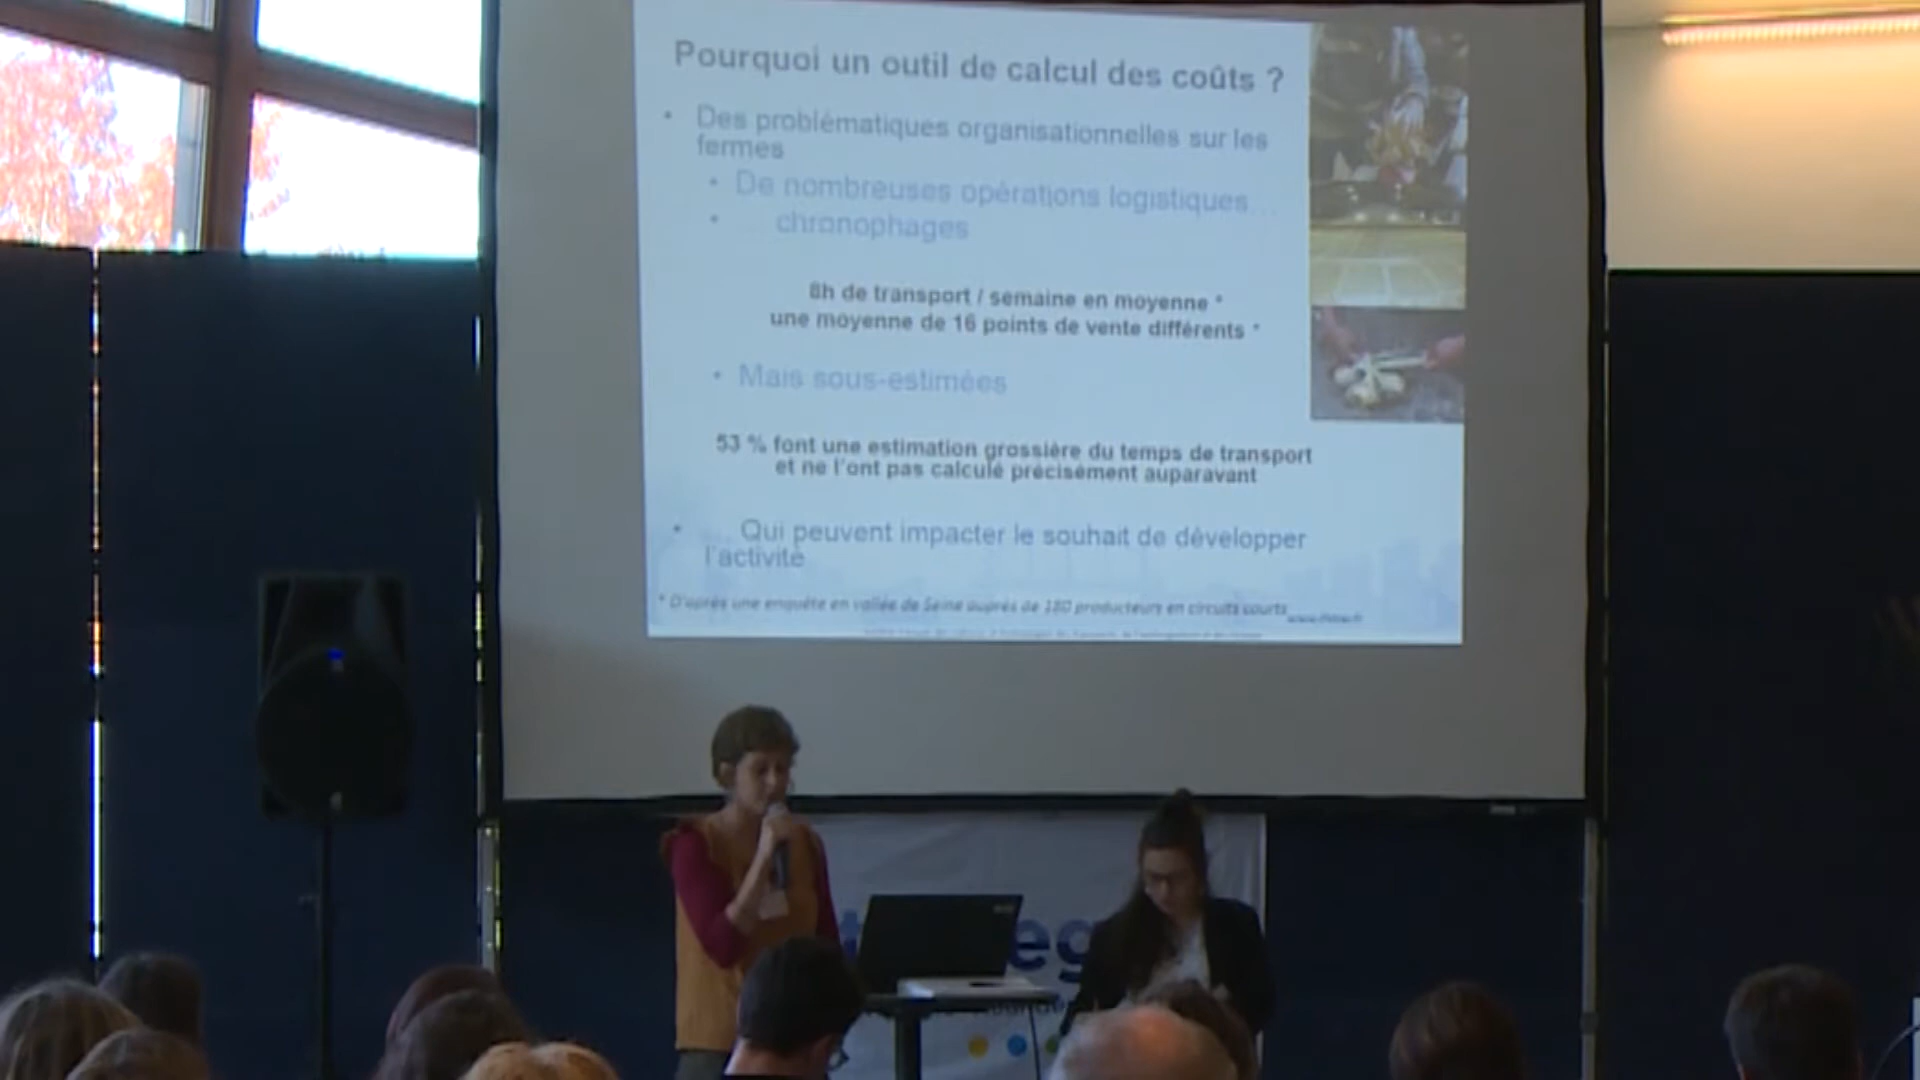 Pourquoi un outil de calcul des coûts ?
• Des problématiques organisationnelles sur les
fermes
• De nombreuses opérations logistiques...
• chronophages
8h de transport / semaine en moyenne *
une moyenne de 16 points de vente différents *
• Mais sous-estimées
53 % font une estimation grossière du temps de transport
et ne l'ont pas calculé précisément auparavant
• Qui peuvent impacter le souhait de développer
l'activité
* D'après une enquête en vallée de Seine auprès de 180 producteurs en circuits courts